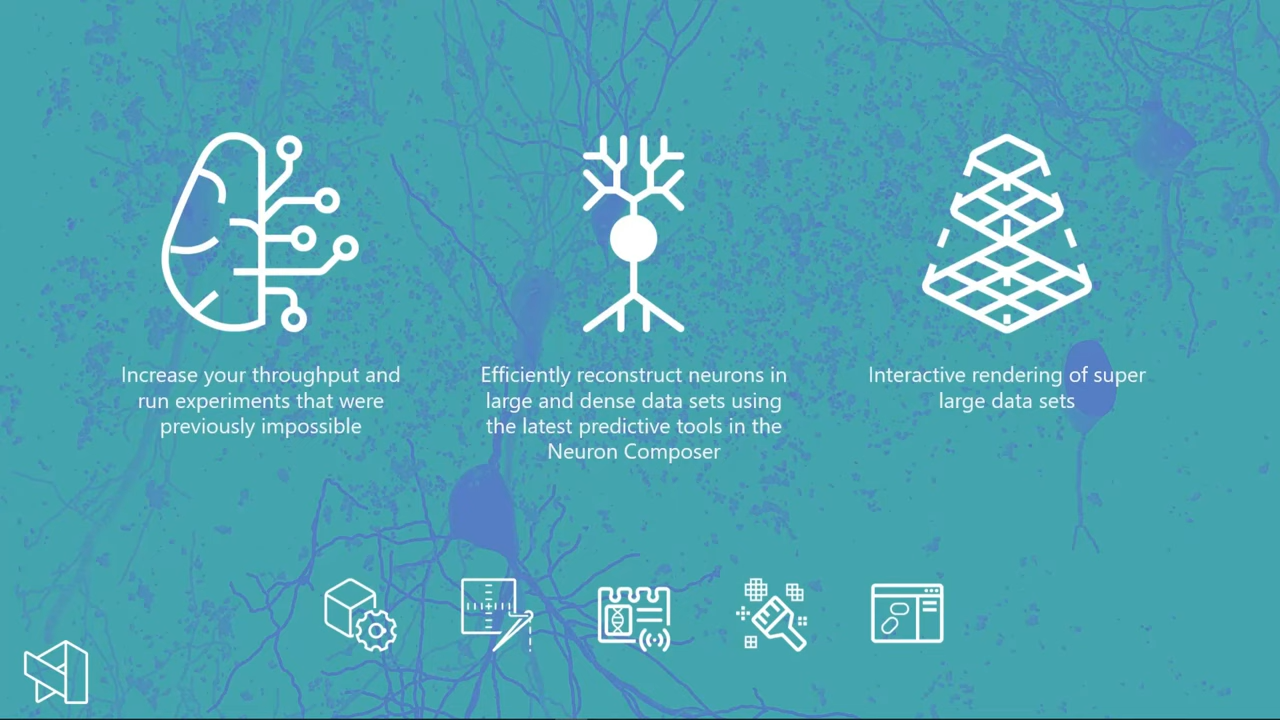 Increase your throughput and
run experiments that were
previously impossible
Efficiently reconstruct neurons in
large and dense data sets using
the latest predictive tools in the
Neuron Composer
Interactive rendering of super
large data sets